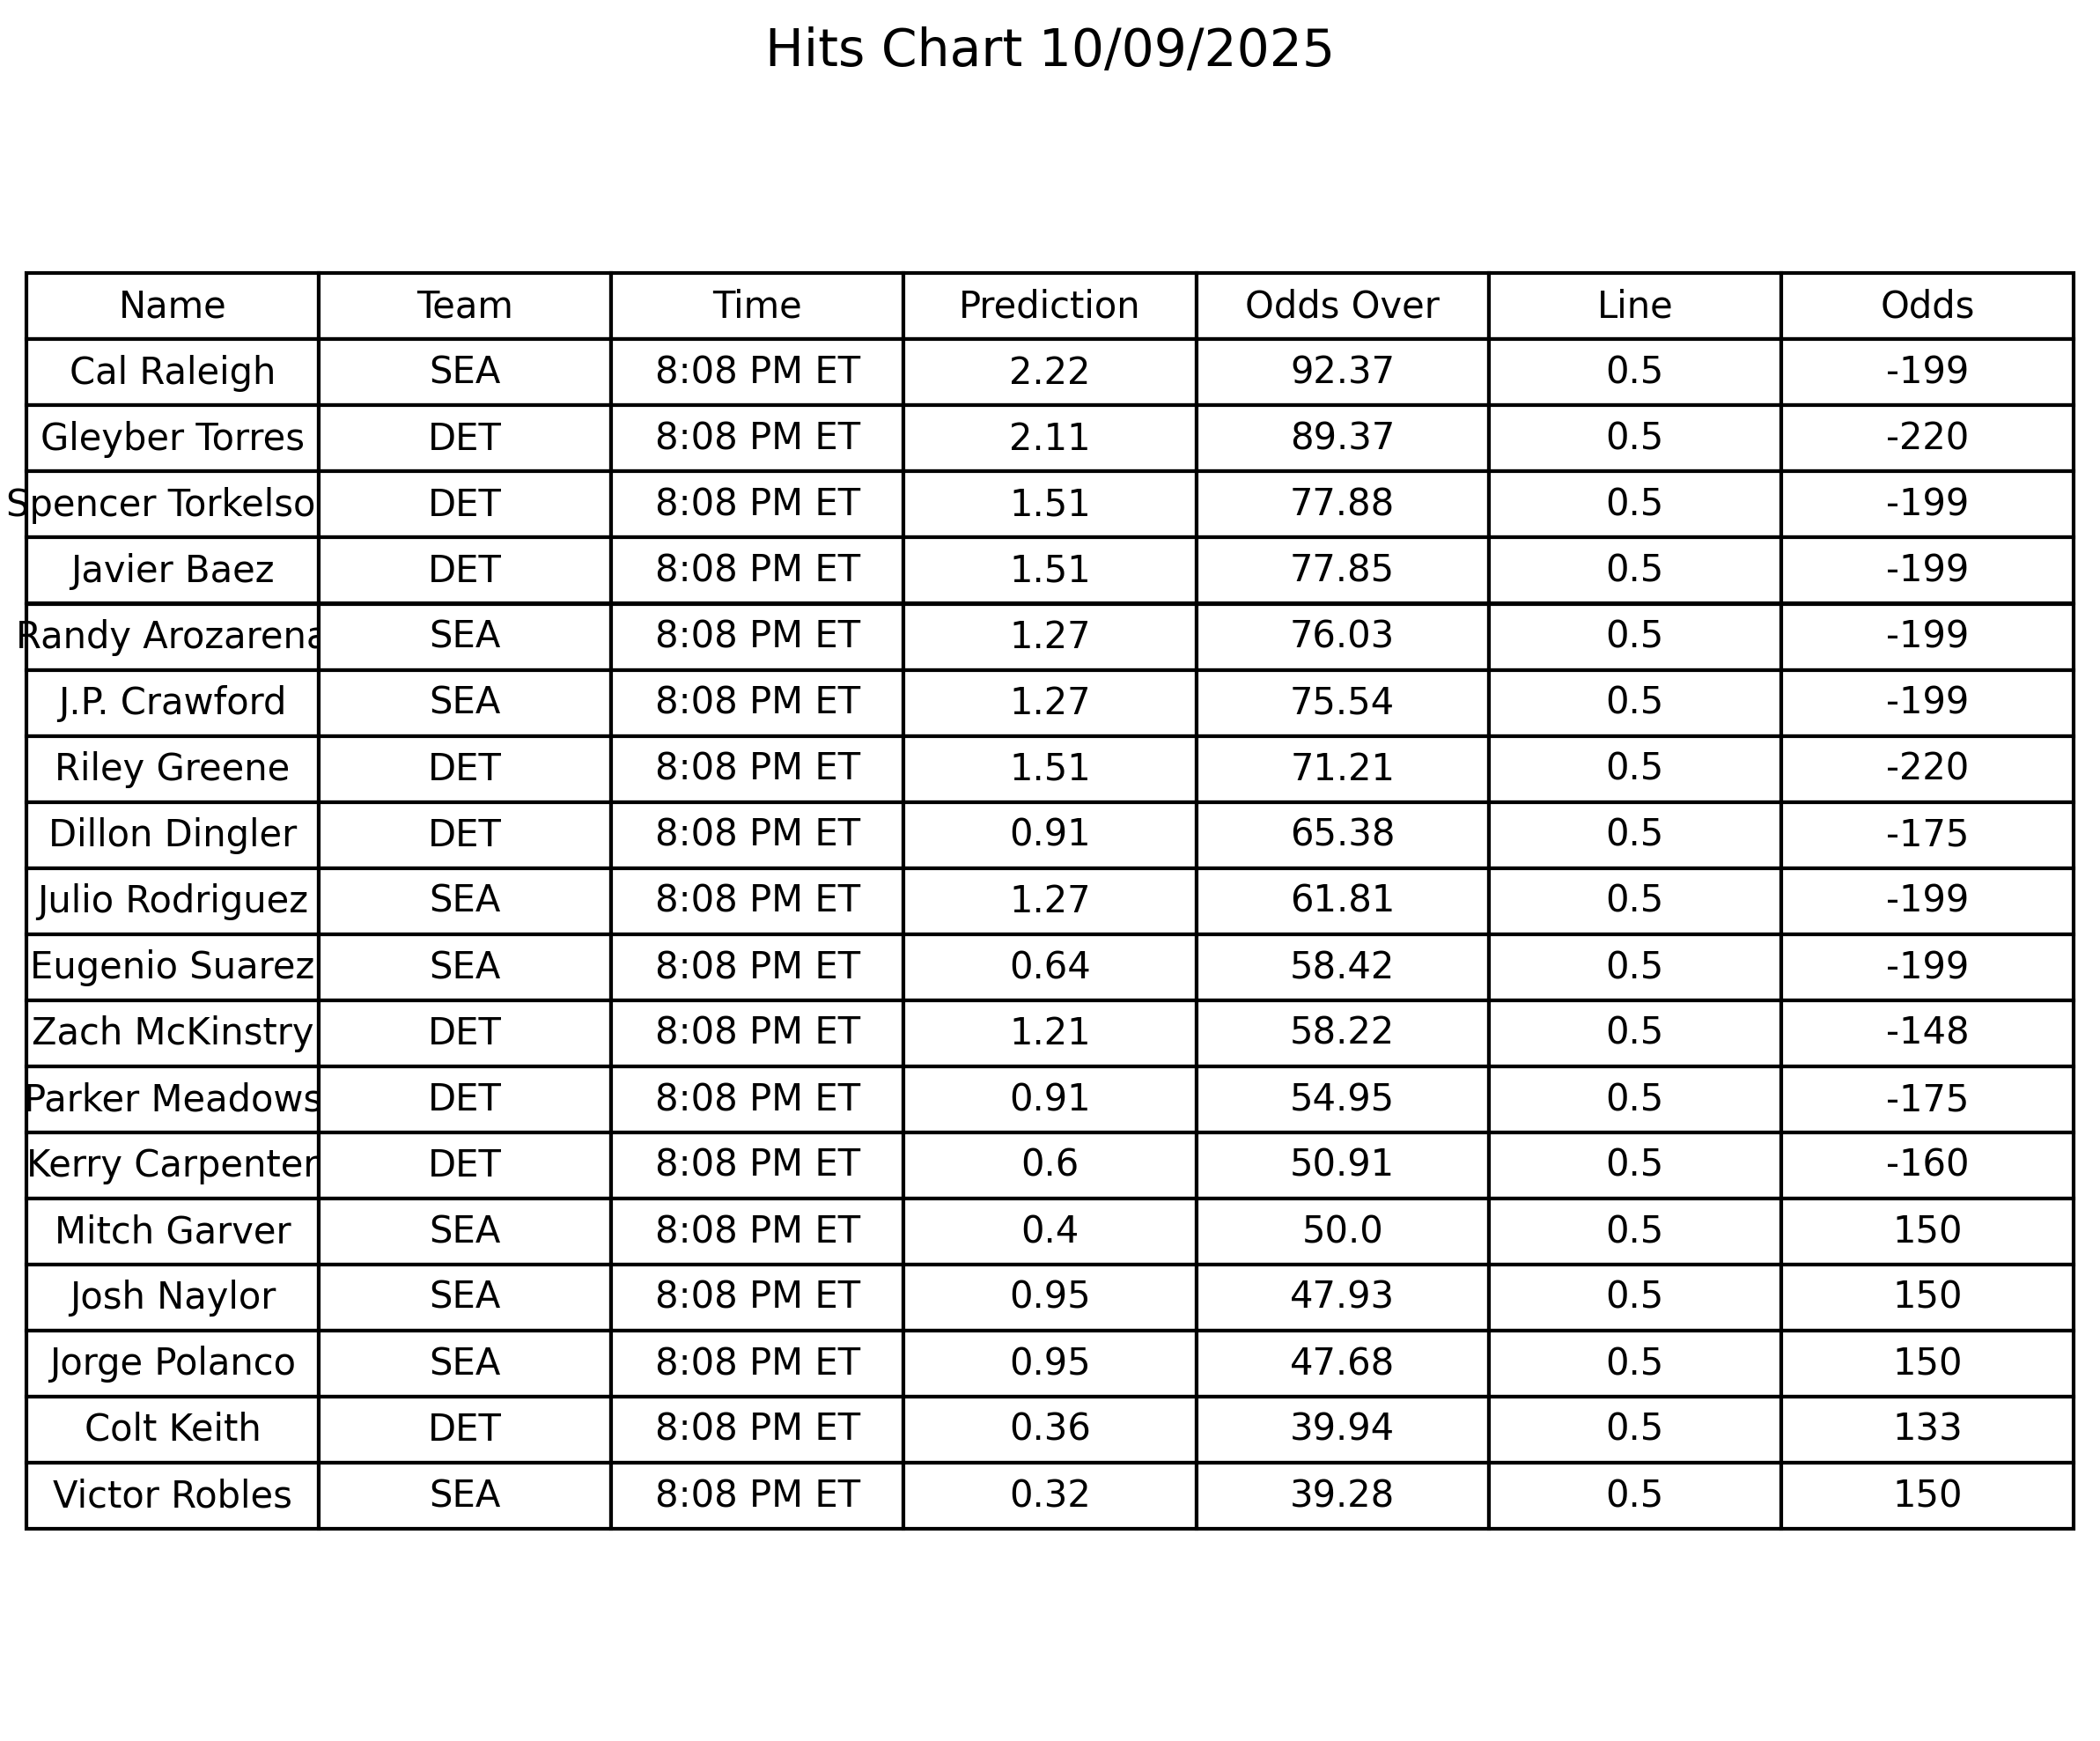 Hits Chart 10/09/2025
Name Team Time Prediction Odds Over Line Odds
Cal Raleigh SEA 8:08 PM ET 2.22 92.37 0.5 -199
Gleyber Torres DET 8:08 PM ET 2.11 89.37 0.5 -220
Spencer Torkelso DET 8:08 PM ET 1.51 77.88 0.5 -199
Javier Baez DET 8:08 PM ET 1.51 77.85 0.5 -199
Randy Arozarena SEA 8:08 PM ET 1.27 76.03 0.5 -199
J.P. Crawford SEA 8:08 PM ET 1.27 75.54 0.5 -199
Riley Greene DET 8:08 PM ET 1.51 71.21 0.5 -220
Dillon Dingler DET 8:08 PM ET 0.91 65.38 0.5 -175
Julio Rodriguez SEA 8:08 PM ET 1.27 61.81 0.5 -199
Eugenio Suarez SEA 8:08 PM ET 0.64 58.42 0.5 -199
Zach McKinstry DET 8:08 PM ET 1.21 58.22 0.5 -148
Parker Meadows DET 8:08 PM ET 0.91 54.95 0.5 -175
Kerry Carpenter DET 8:08 PM ET 0.6 50.91 0.5 -160
Mitch Garver SEA 8:08 PM ET 0.4 50.0 0.5 150
Josh Naylor SEA 8:08 PM ET 0.95 47.93 0.5 150
Jorge Polanco SEA 8:08 PM ET 0.95 47.68 0.5 150
Colt Keith DET 8:08 PM ET 0.36 39.94 0.5 133
Victor Robles SEA 8:08 PM ET 0.32 39.28 0.5 150